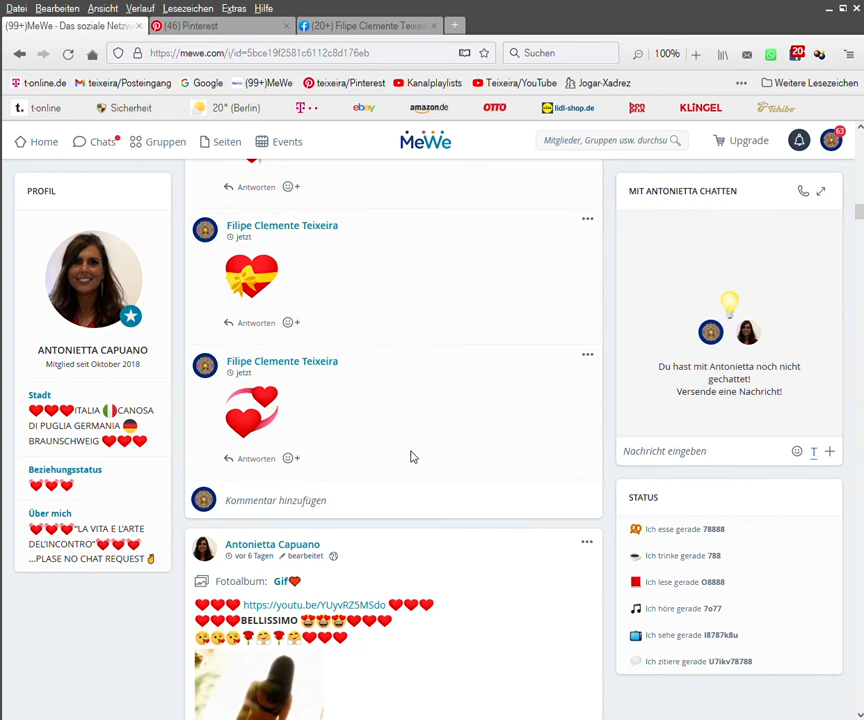 Datei Bearbeiten Ansicht Verlauf Lesezeichen Extras Hilfe
(99+)MeWe - Das soziale Netzw
(46) Pinterest
(20+) Filipe Clemente Teixeir
https://mewe.com/i/id=5bce19f2581c6112c8d176eb
Suchen
100%
20
t-online.de
teixeira/Posteingang
Google
(99+)MeWe
teixeira/Pinterest
Kanalplaylists
Teixeira/YouTube
Jogar-Xadrez
Weitere Lesezeichen
t-online
Sicherheit
20° (Berlin)
ebay
amazon.de
OTTO
lidl-shop.de
bon prix
KLiNGEL
Tchibo
Home
Chats
Gruppen
Seiten
Events
MeWe
Mitglieder, Gruppen usw. durchsu
Upgrade
63
PROFIL
ANTONIETTA CAPUANO
Mitglied seit Oktober 2018
Stadt
❤️❤️❤️ITALIA 🇮🇹CANOSA
DI PUGLIA GERMANIA 🇩🇪
BRAUNSCHWEIG ❤️❤️❤️
Beziehungsstatus
Über mich
"LA VITA E L'ARTE
DEL'INCONTRO"
...PLASE NO CHAT REQUEST
Antworten
Filipe Clemente Teixeira
jetzt
Antworten
Filipe Clemente Teixeira
jetzt
Antworten
Kommentar hinzufügen
Antonietta Capuano
vor 6 Tagen bearbeitet
Fotoalbum: Gif❤️
❤️❤️❤️ https://youtu.be/YUyvRZ5MSdo ❤️❤️❤️
❤️❤️❤️BELLISSIMO 😍😍😍❤️❤️❤️
MIT ANTONIETTA CHATTEN
Du hast mit Antonietta noch nicht
gechattet!
Versende eine Nachricht!
Nachricht eingeben
STATUS
Ich esse gerade 78888
Ich trinke gerade 788
Ich lese gerade O8888
Ich höre gerade 7o77
Ich sehe gerade I8787k8u
Ich zitiere gerade U7ikv78788